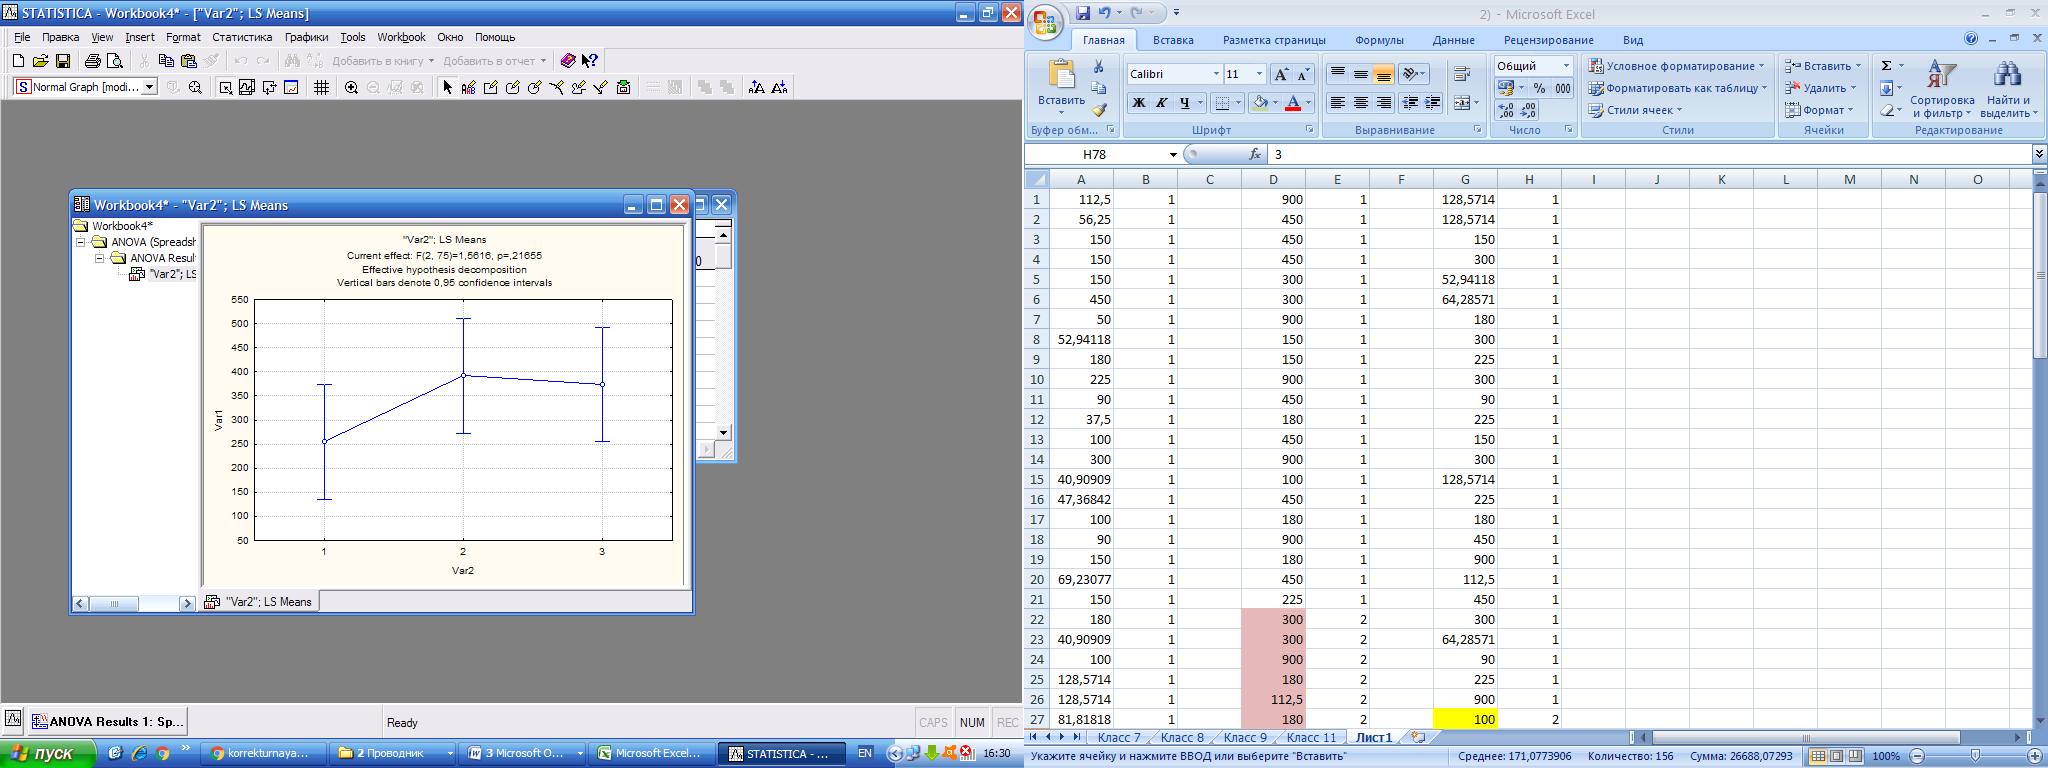 STATISTICA - Workbook4* - ["Var2"; LS Means]
File Правка View Insert Format Статистика Графики Tools Workbook Окно Помощь
Добавить в книгу Добавить в отчет
Normal Graph [modi...
Workbook4* - "Var2"; LS Means
Workbook4*
ANOVA (Spreadsh
ANOVA Resul
"Var2"; LS
"Var2"; LS Means
Current effect: F(2, 75)=1,5616, p=,21655
Effective hypothesis decomposition
Vertical bars denote 0,95 confidence intervals
550
500
450
400
350
300
250
200
150
100
50
Var1
1 2 3
Var2
"Var2"; LS Means
0
ANOVA Results 1: Sp...
Ready
CAPS NUM REC
пуск
korrekturnaya...
2 Проводник
3 Microsoft O...
Microsoft Excel...
STATISTICA - ...
EN
16:30
2) - Microsoft Excel
Главная Вставка Разметка страницы Формулы Данные Рецензирование Вид
Вставить
Буфер обм...
Calibri 11
Ж К Ч
Шрифт
Выравнивание
Общий
% 000
Число
Условное форматирование
Форматировать как таблицу
Стили ячеек
Стили
Вставить
Удалить
Формат
Ячейки
Сортировка и фильтр
Найти и выделить
Редактирование
H78 fx 3
A B C D E F G H I J K L M N O
1 112,5 1 900 1 128,5714 1
2 56,25 1 450 1 128,5714 1
3 150 1 450 1 150 1
4 150 1 450 1 300 1
5 150 1 300 1 52,94118 1
6 450 1 300 1 64,28571 1
7 50 1 900 1 180 1
8 52,94118 1 150 1 300 1
9 180 1 150 1 225 1
10 225 1 900 1 300 1
11 90 1 450 1 90 1
12 37,5 1 180 1 225 1
13 100 1 450 1 150 1
14 300 1 900 1 300 1
15 40,90909 1 100 1 128,5714 1
16 47,36842 1 450 1 225 1
17 100 1 180 1 180 1
18 90 1 900 1 450 1
19 150 1 180 1 900 1
20 69,23077 1 450 1 112,5 1
21 150 1 225 1 450 1
22 180 1 300 2 300 1
23 40,90909 1 300 2 64,28571 1
24 100 1 900 2 90 1
25 128,5714 1 180 2 225 1
26 128,5714 1 112,5 2 900 1
27 81,81818 1 180 2 100 2
Класс 7 Класс 8 Класс 9 Класс 11 Лист1
Укажите ячейку и нажмите ВВОД или выберите "Вставить" Среднее: 171,0773906 Количество: 156 Сумма: 26688,07293 100%